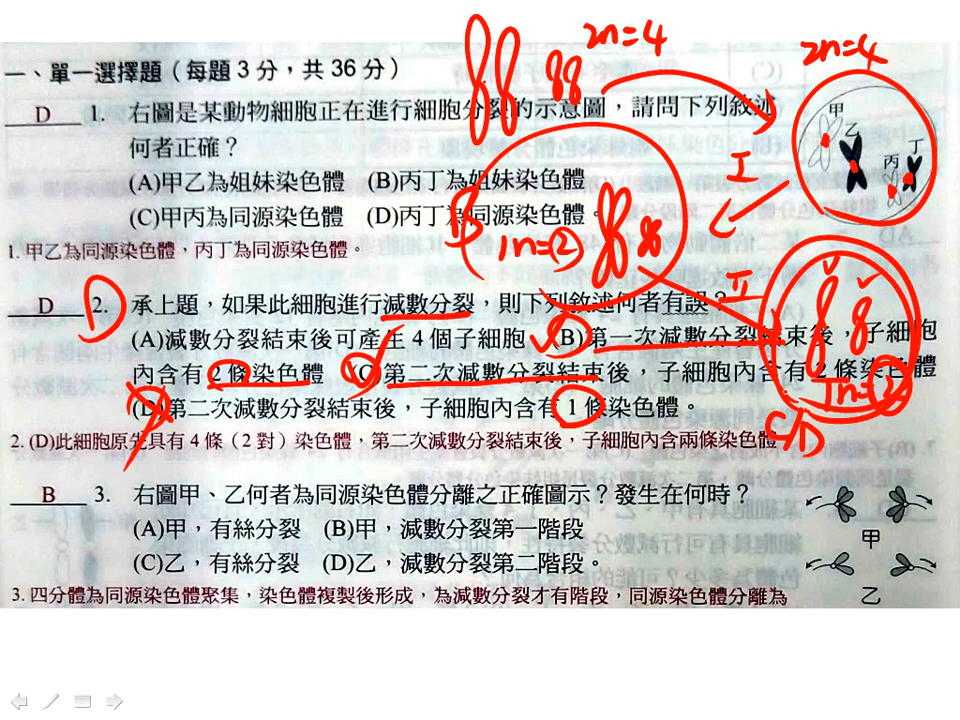 2n=4
2n=4
一、單一選擇題（每題 3 分，共 36 分）
D 1. 右圖是某動物細胞正在進行細胞分裂的示意圖，請問下列敘述
何者正確？
(A)甲乙為姐妹染色體 (B)丙丁為姐妹染色體
(C)甲丙為同源染色體 (D)丙丁為同源染色體。
甲
乙
丙
丁
I
II
B
n=2
1. 甲乙為同源染色體，丙丁為同源染色體。
D D 2. 承上題，如果此細胞進行減數分裂，則下列敘述何者有誤？
(A)減數分裂結束後可產生 4 個子細胞 (B)第一次減數分裂結束後，子細胞
內含有 2 條染色體 (C)第二次減數分裂結束後，子細胞內含有 2 條染色體
(D)第二次減數分裂結束後，子細胞內含有 1 條染色體。
n=2
C/D
2. (D)此細胞原先具有 4 條（2 對）染色體，第二次減數分裂結束後，子細胞內含兩條染色體
B 3. 右圖甲、乙何者為同源染色體分離之正確圖示？發生在何時？
(A)甲，有絲分裂 (B)甲，減數分裂第一階段
(C)乙，有絲分裂 (D)乙，減數分裂第二階段。
甲
乙
3. 四分體為同源染色體聚集，染色體複製後形成，為減數分裂才有階段，同源染色體分離為